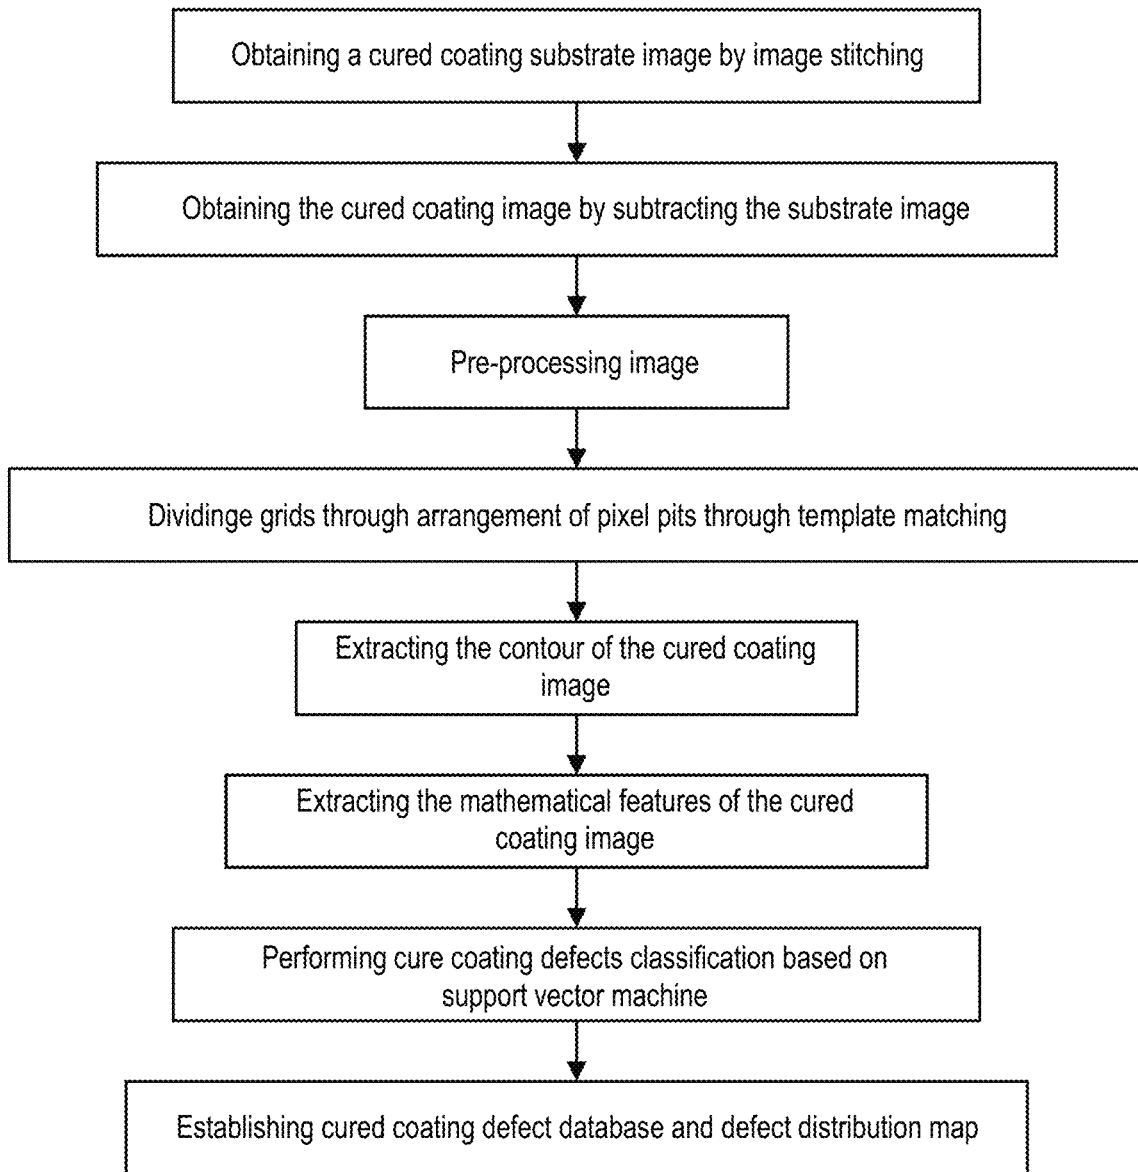 Obtaining a cured coating substrate image by image stitching
Obtaining the cured coating image by subtracting the substrate image
Pre-processing image
Dividinge grids through arrangement of pixel pits through template matching
Extracting the contour of the cured coating
image
Extracting the mathematical features of the cured
coating image
Performing cure coating defects classification based on
support vector machine
Establishing cured coating defect database and defect distribution map